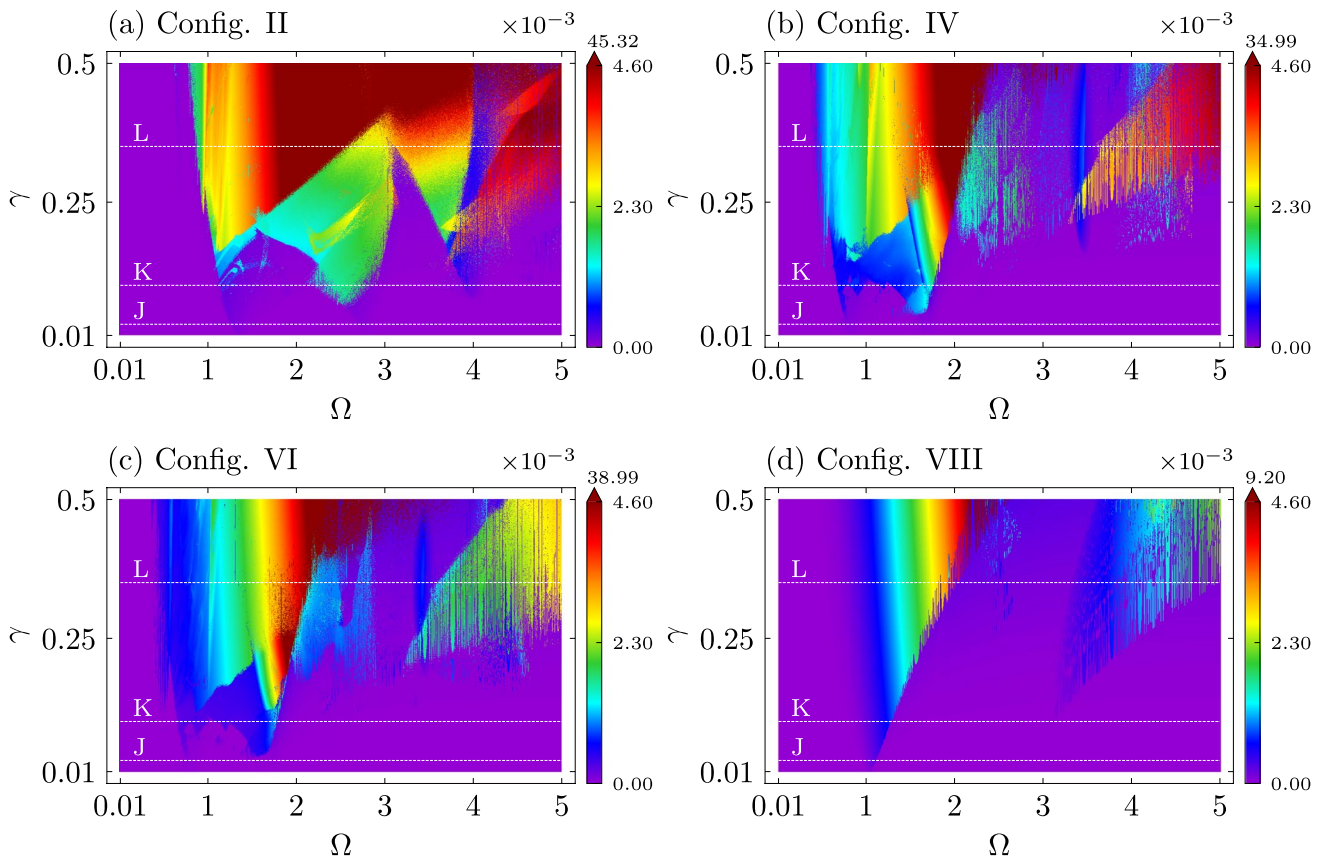 (a) Config. II ×10⁻³
45.32
0.5 4.60
L
γ 0.25 2.30
K
J
0.01 0.00
0.01 1 2 3 4 5
Ω
(b) Config. IV ×10⁻³
34.99
0.5 4.60
L
γ 0.25 2.30
K
J
0.01 0.00
0.01 1 2 3 4 5
Ω
(c) Config. VI ×10⁻³
38.99
0.5 4.60
L
γ 0.25 2.30
K
J
0.01 0.00
0.01 1 2 3 4 5
Ω
(d) Config. VIII ×10⁻³
9.20
0.5 4.60
L
γ 0.25 2.30
K
J
0.01 0.00
0.01 1 2 3 4 5
Ω